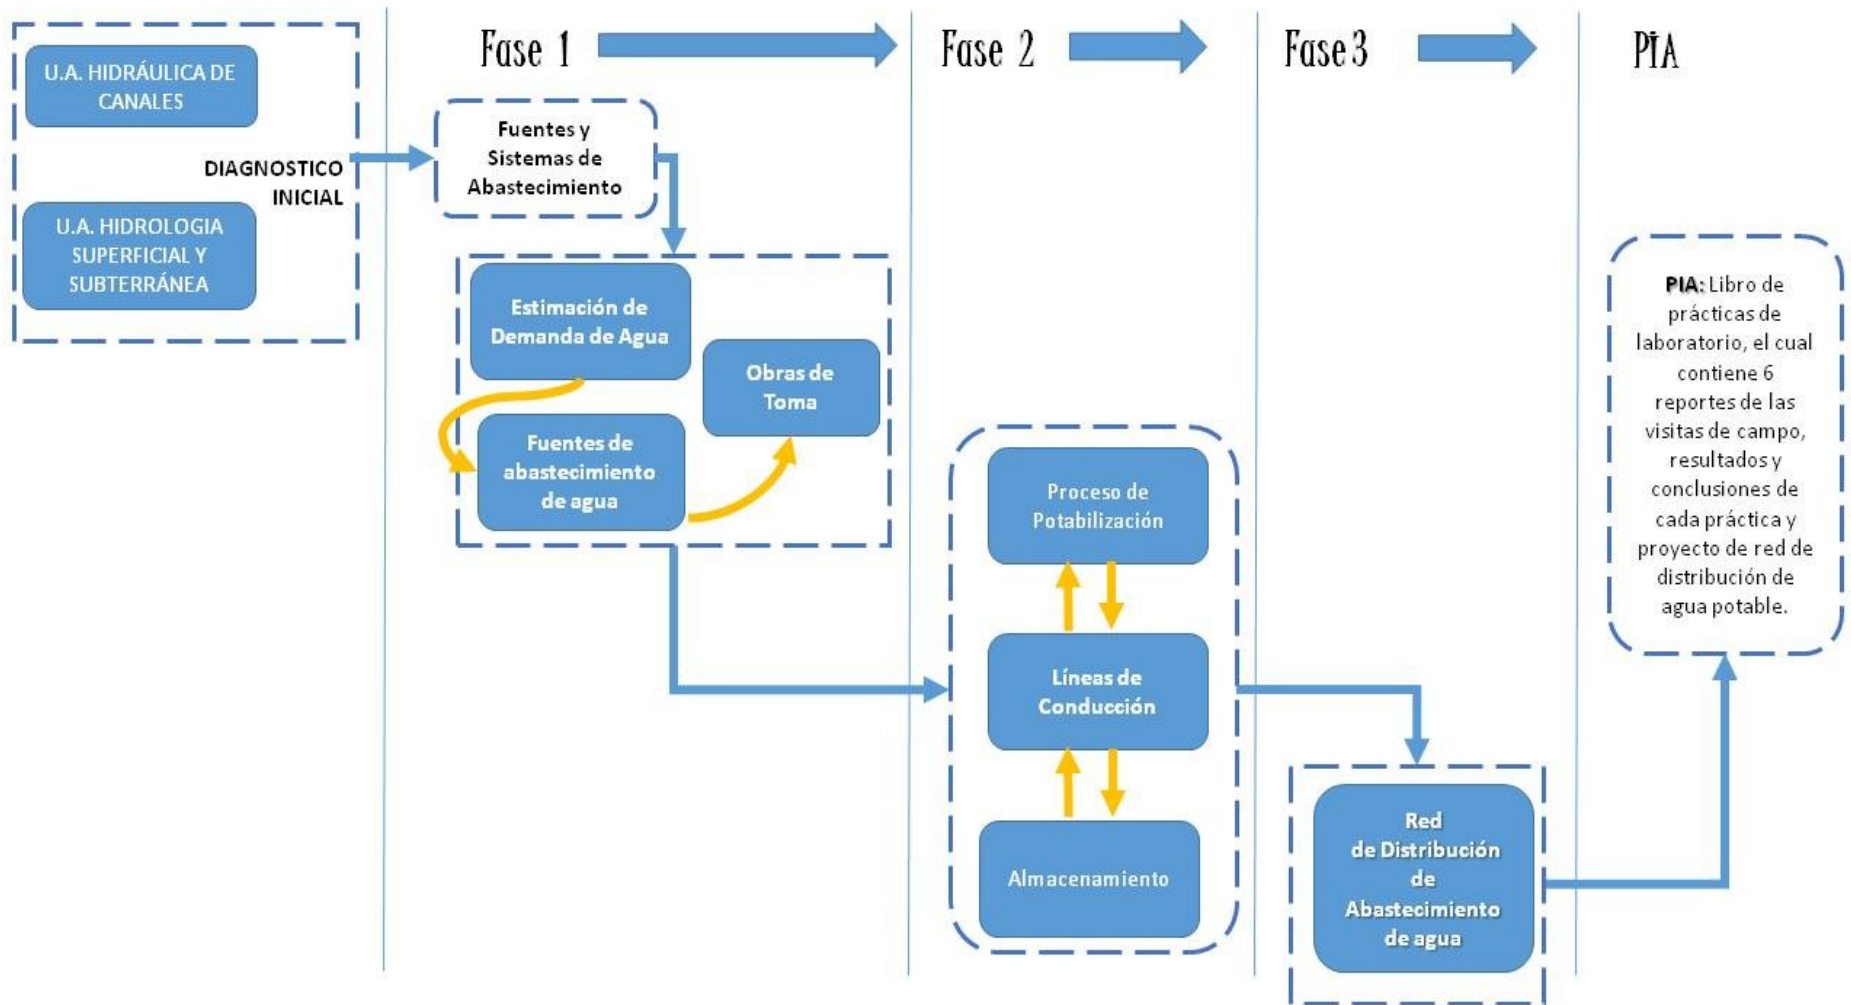 U.A. HIDRÁULICA DE
CANALES
DIAGNOSTICO
INICIAL
U.A. HIDROLOGIA
SUPERFICIAL Y
SUBTERRÁNEA
Fase 1
Fuentes y
Sistemas de
Abastecimiento
Estimación de
Demanda de Agua
Obras de
Toma
Fuentes de
abastecimiento
de agua
Fase 2
Proceso de
Potabilización
Líneas de
Conducción
Almacenamiento
Fase 3
Red
de Distribución
de
Abastecimiento
de agua
PIA
PIA: Libro de
prácticas de
laboratorio, el cual
contiene 6
reportes de las
visitas de campo,
resultados y
conclusiones de
cada práctica y
proyecto de red de
distribución de
agua potable.